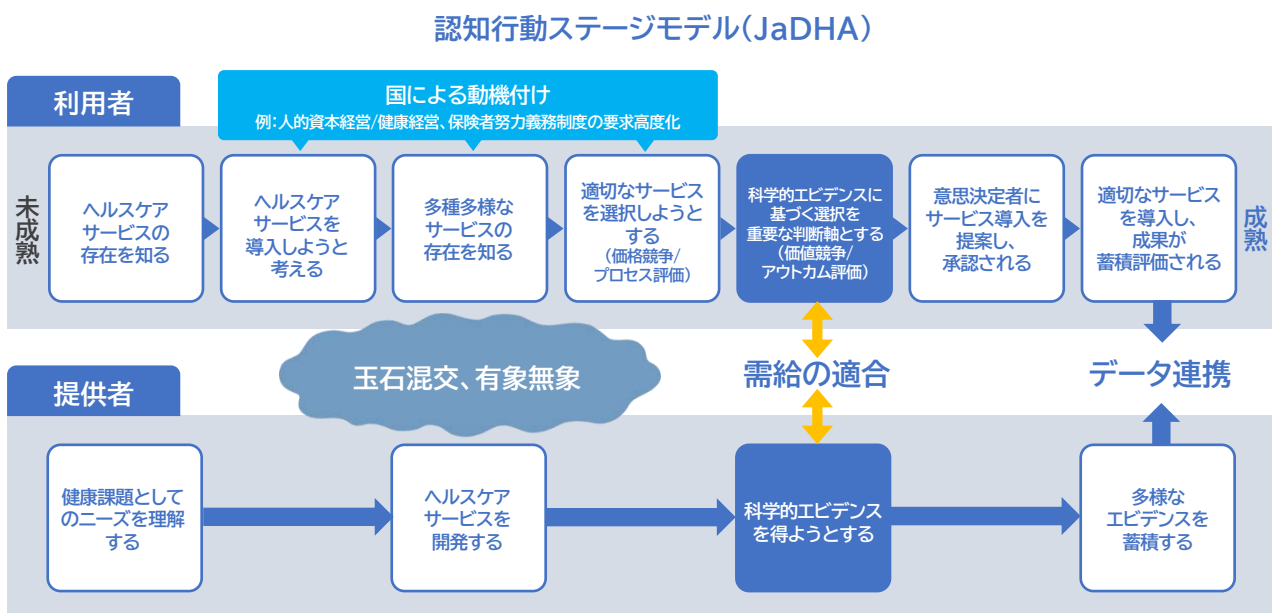 認知行動ステージモデル(JaDHA)
利用者
国による動機付け
例:人的資本経営/健康経営、保険者努力義務制度の要求高度化
未成熟
ヘルスケア
サービスの
存在を知る
ヘルスケア
サービスを
導入しようと
考える
多種多様な
サービスの
存在を知る
適切なサービス
を選択しようと
する
(価格競争/
プロセス評価)
科学的エビデンスに
基づく選択を
重要な判断軸とする
(価値競争/
アウトカム評価)
意思決定者に
サービス導入を
提案し、
承認される
適切なサービス
を導入し、
成果が
蓄積評価される
成熟
玉石混交、有象無象
需給の適合
データ連携
提供者
健康課題として
のニーズを理解
する
ヘルスケア
サービスを
開発する
科学的エビデンス
を得ようとする
多様な
エビデンスを
蓄積する